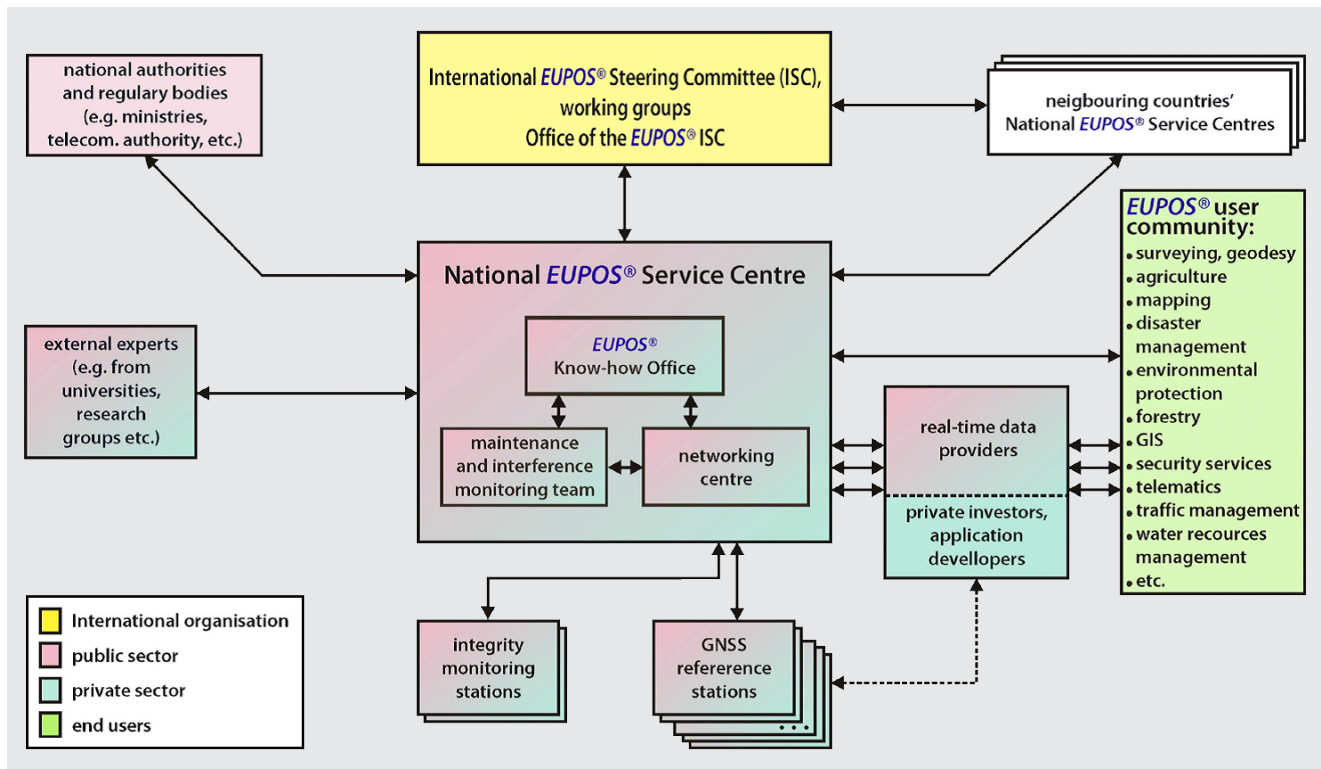 national authorities
and regulary bodies
(e.g. ministries,
telecom. authority, etc.)
International EUPOS® Steering Committee (ISC),
working groups
Office of the EUPOS® ISC
neigbouring countries'
National EUPOS® Service Centres
EUPOS® user
community:
• surveying, geodesy
• agriculture
• mapping
• disaster
management
• environmental
protection
• forestry
• GIS
• security services
• telematics
• traffic management
• water recources
management
• etc.
National EUPOS® Service Centre
EUPOS®
Know-how Office
maintenance
and interference
monitoring team
networking
centre
external experts
(e.g. from
universities,
research
groups etc.)
real-time data
providers
private investors,
application
devellopers
integrity
monitoring
stations
GNSS
refererence
stations
...
International organisation
public sector
private sector
end users